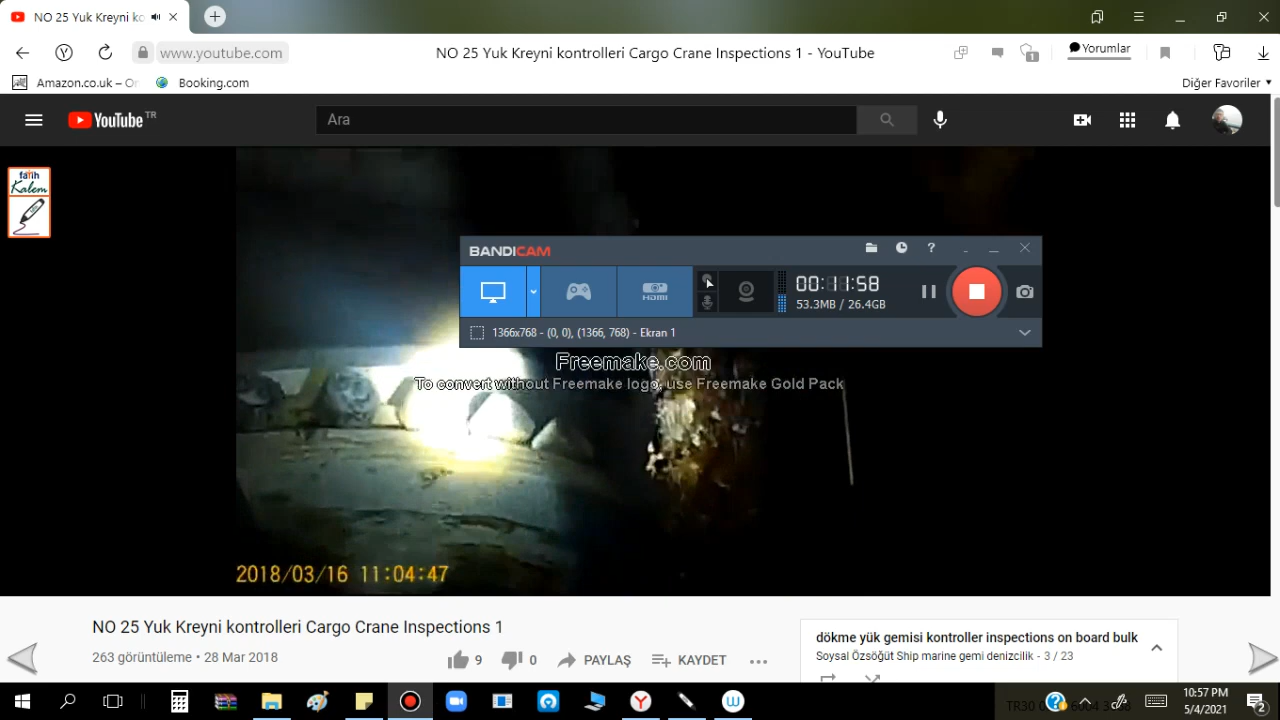 NO 25 Yuk Kreyni kc
www.youtube.com
NO 25 Yuk Kreyni kontrolleri Cargo Crane Inspections 1 - YouTube
1
Yorumlar
Amazon.co.uk – Or
Booking.com
Diğer Favoriler
YouTube TR
Ara
fatih
Kalem
BANDICAM
HDMI
00:11:58
53.3MB / 26.4GB
1366x768 - (0, 0), (1366, 768) - Ekran 1
Freemake.com
To convert without Freemake logo, use Freemake Gold Pack
2018/03/16 11:04:47
NO 25 Yuk Kreyni kontrolleri Cargo Crane Inspections 1
263 görüntüleme • 28 Mar 2018
9
0
PAYLAŞ
KAYDET
dökme yük gemisi kontroller inspections on board bulk
Soysal Özsöğüt Ship marine gemi denizcilik - 3 / 23
10:57 PM
5/4/2021
2